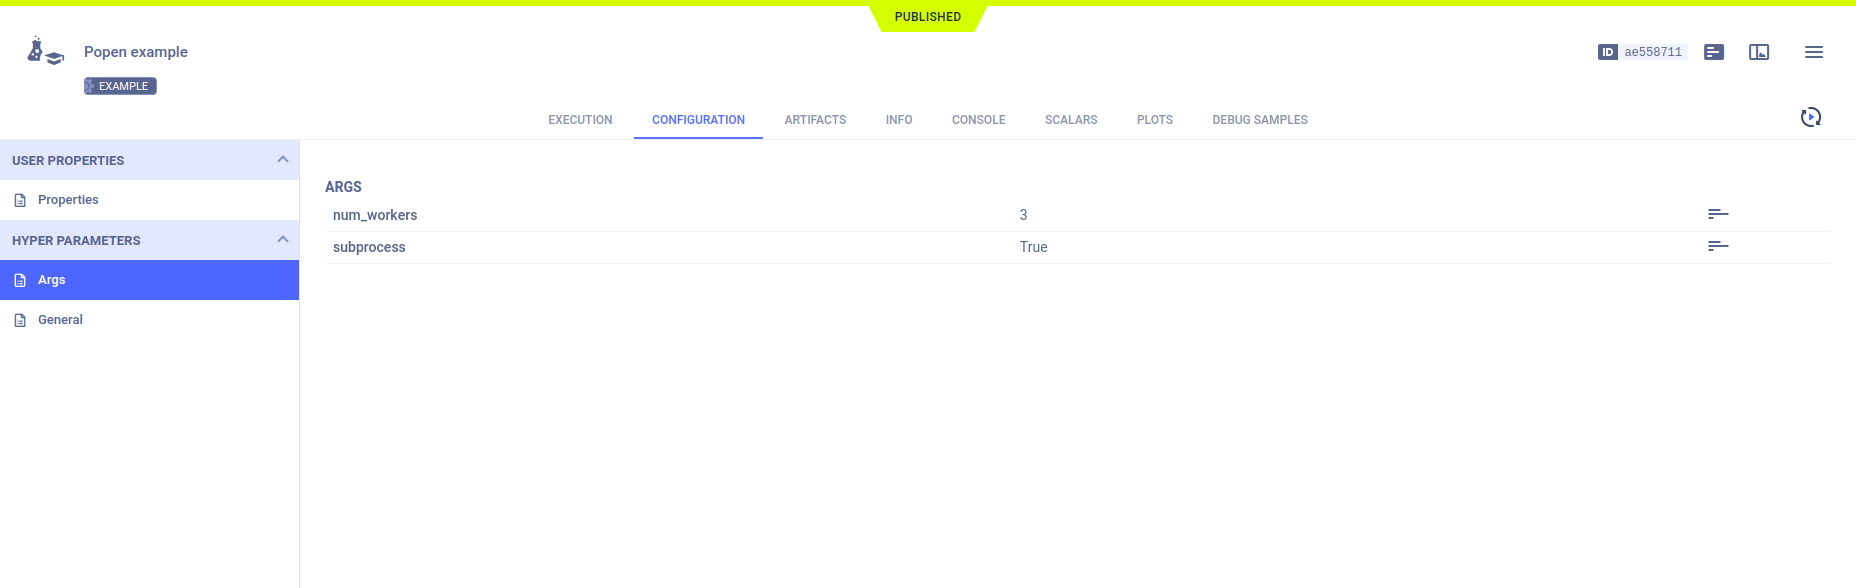 PUBLISHED
Popen example
ID ae558711
EXAMPLE
EXECUTION CONFIGURATION ARTIFACTS INFO CONSOLE SCALARS PLOTS DEBUG SAMPLES
USER PROPERTIES
Properties
HYPER PARAMETERS
Args
General
ARGS
num_workers 3
subprocess True